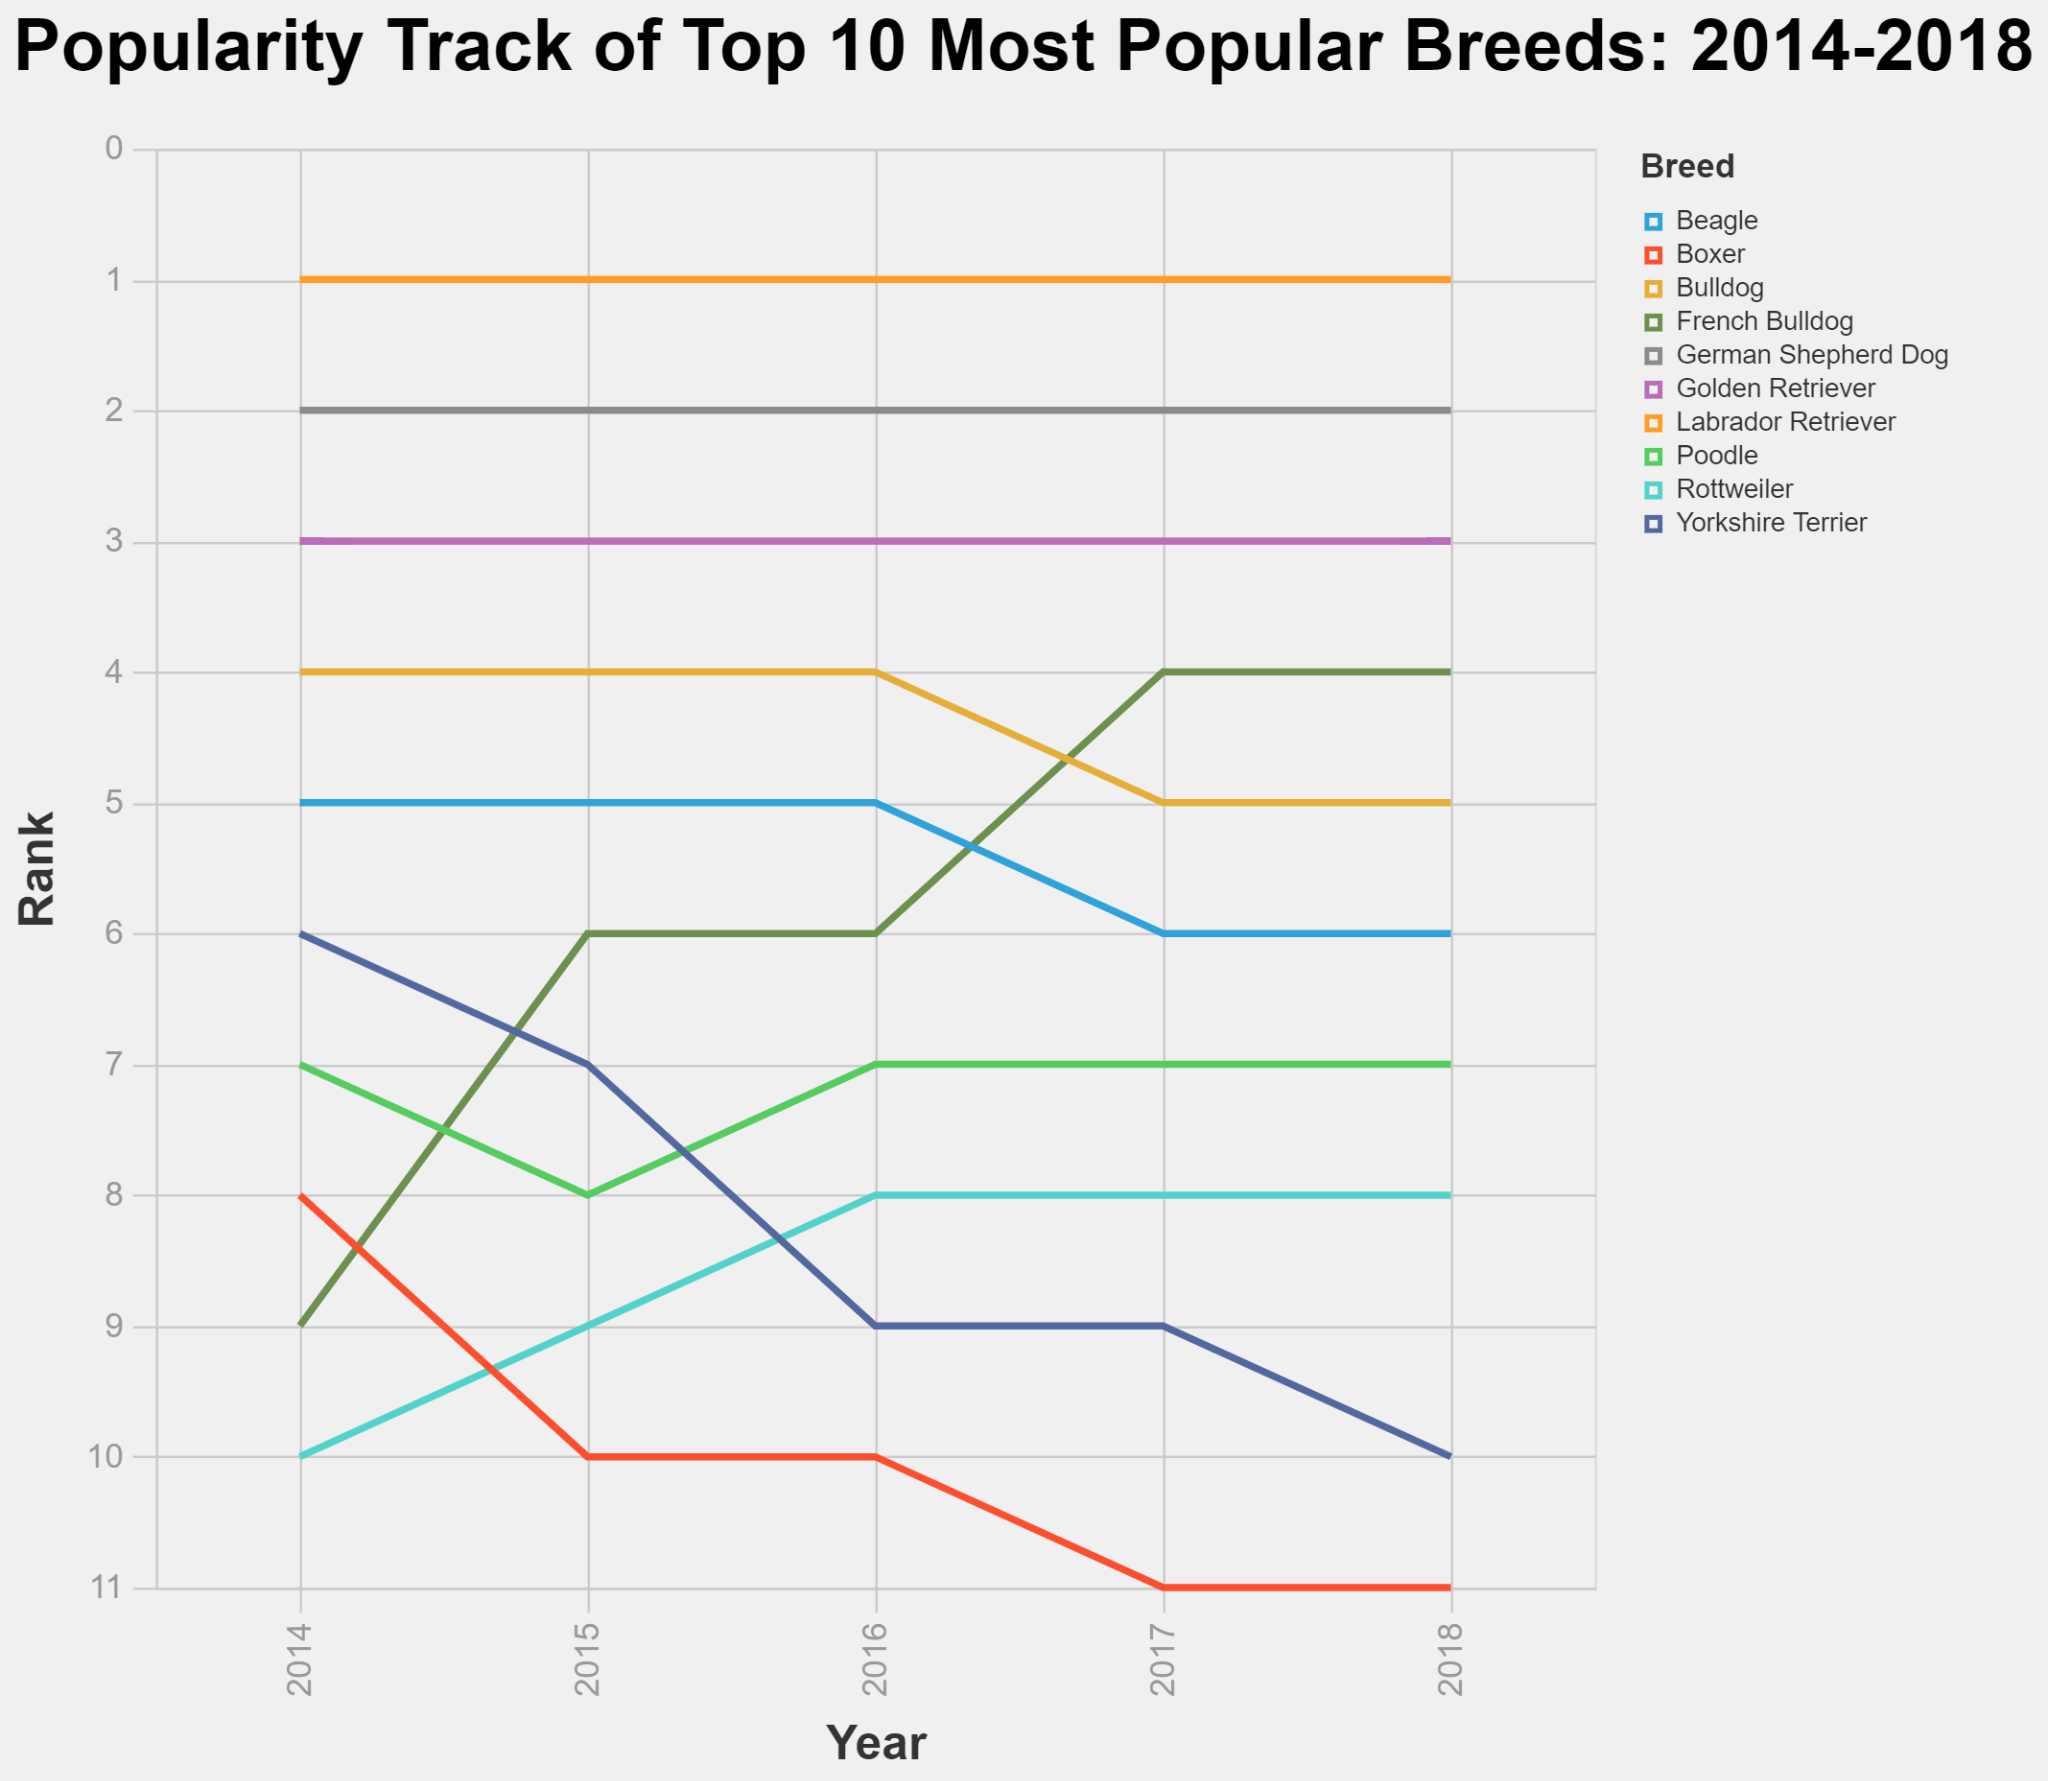 Popularity Track of Top 10 Most Popular Breeds: 2014-2018
0
1
2
3
4
5
6
7
8
9
10
11
Rank
2014
2015
2016
2017
2018
Year
Breed
Beagle
Boxer
Bulldog
French Bulldog
German Shepherd Dog
Golden Retriever
Labrador Retriever
Poodle
Rottweiler
Yorkshire Terrier